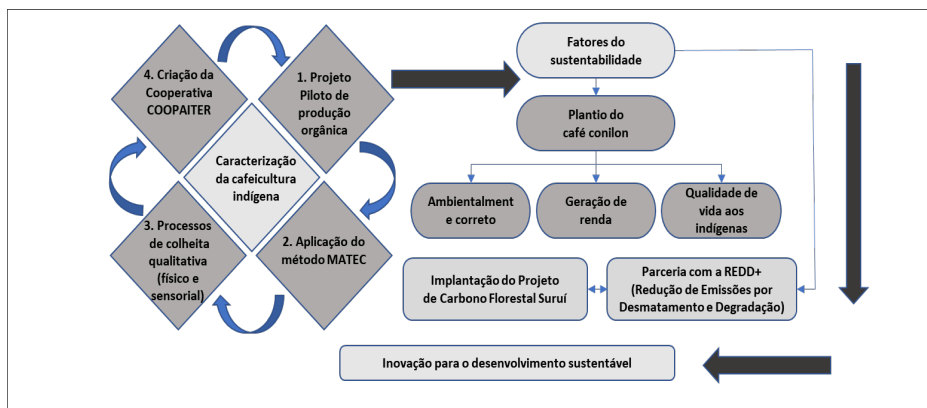 4. Criação da
Cooperativa
COOPAITER
1. Projeto
Piloto de
produção
orgânica
Caracterização
da cafeicultura
indígena
3. Processos
de colheita
qualitativa
(físico e
sensorial)
2. Aplicação do
método MATEC
Fatores do
sustentabilidade
Plantio do
café conilon
Ambientalment
e correto
Geração de
renda
Qualidade de
vida aos
indígenas
Implantação do Projeto
de Carbono Florestal Suruí
Parceria com a REDD+
(Redução de Emissões por
Desmatamento e Degradação)
Inovação para o desenvolvimento sustentável